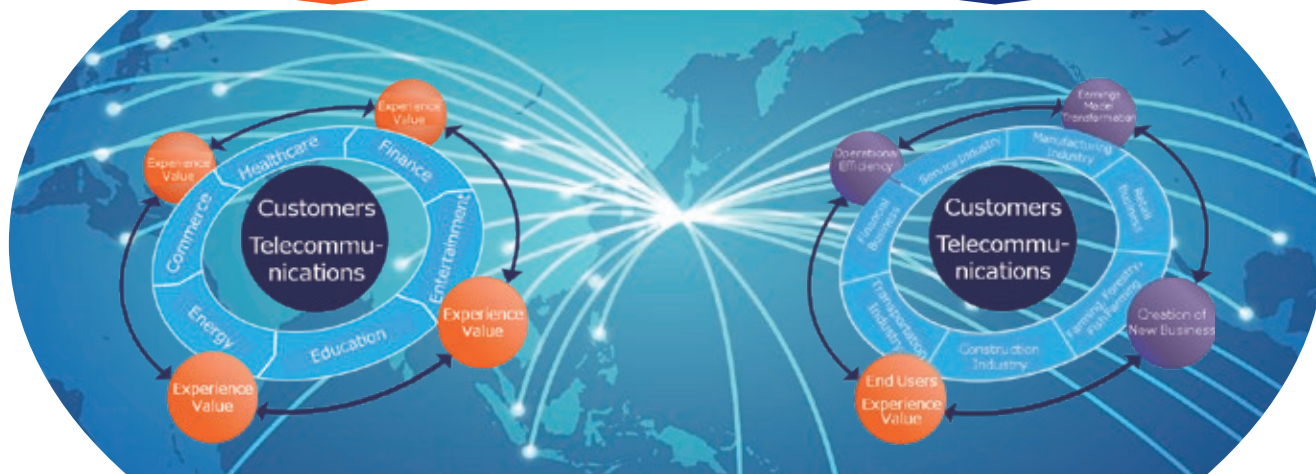 Experience
Value
Experience
Value
Healthcare
Finance
Commerce
Entertainment
Energy
Education
Customers
Telecommu-
nications
Experience
Value
Experience
Value
Earnings
Model
Transformation
Operational
Efficiency
Service Industry
Manufacturing
Industry
Financial
Business
Retail
Business
Customers
Telecommu-
nications
Transportation
Industry
Construction
Industry
Farming, Forestry,
Fish Farming
Creation of
New Business
End Users
Experience
Value